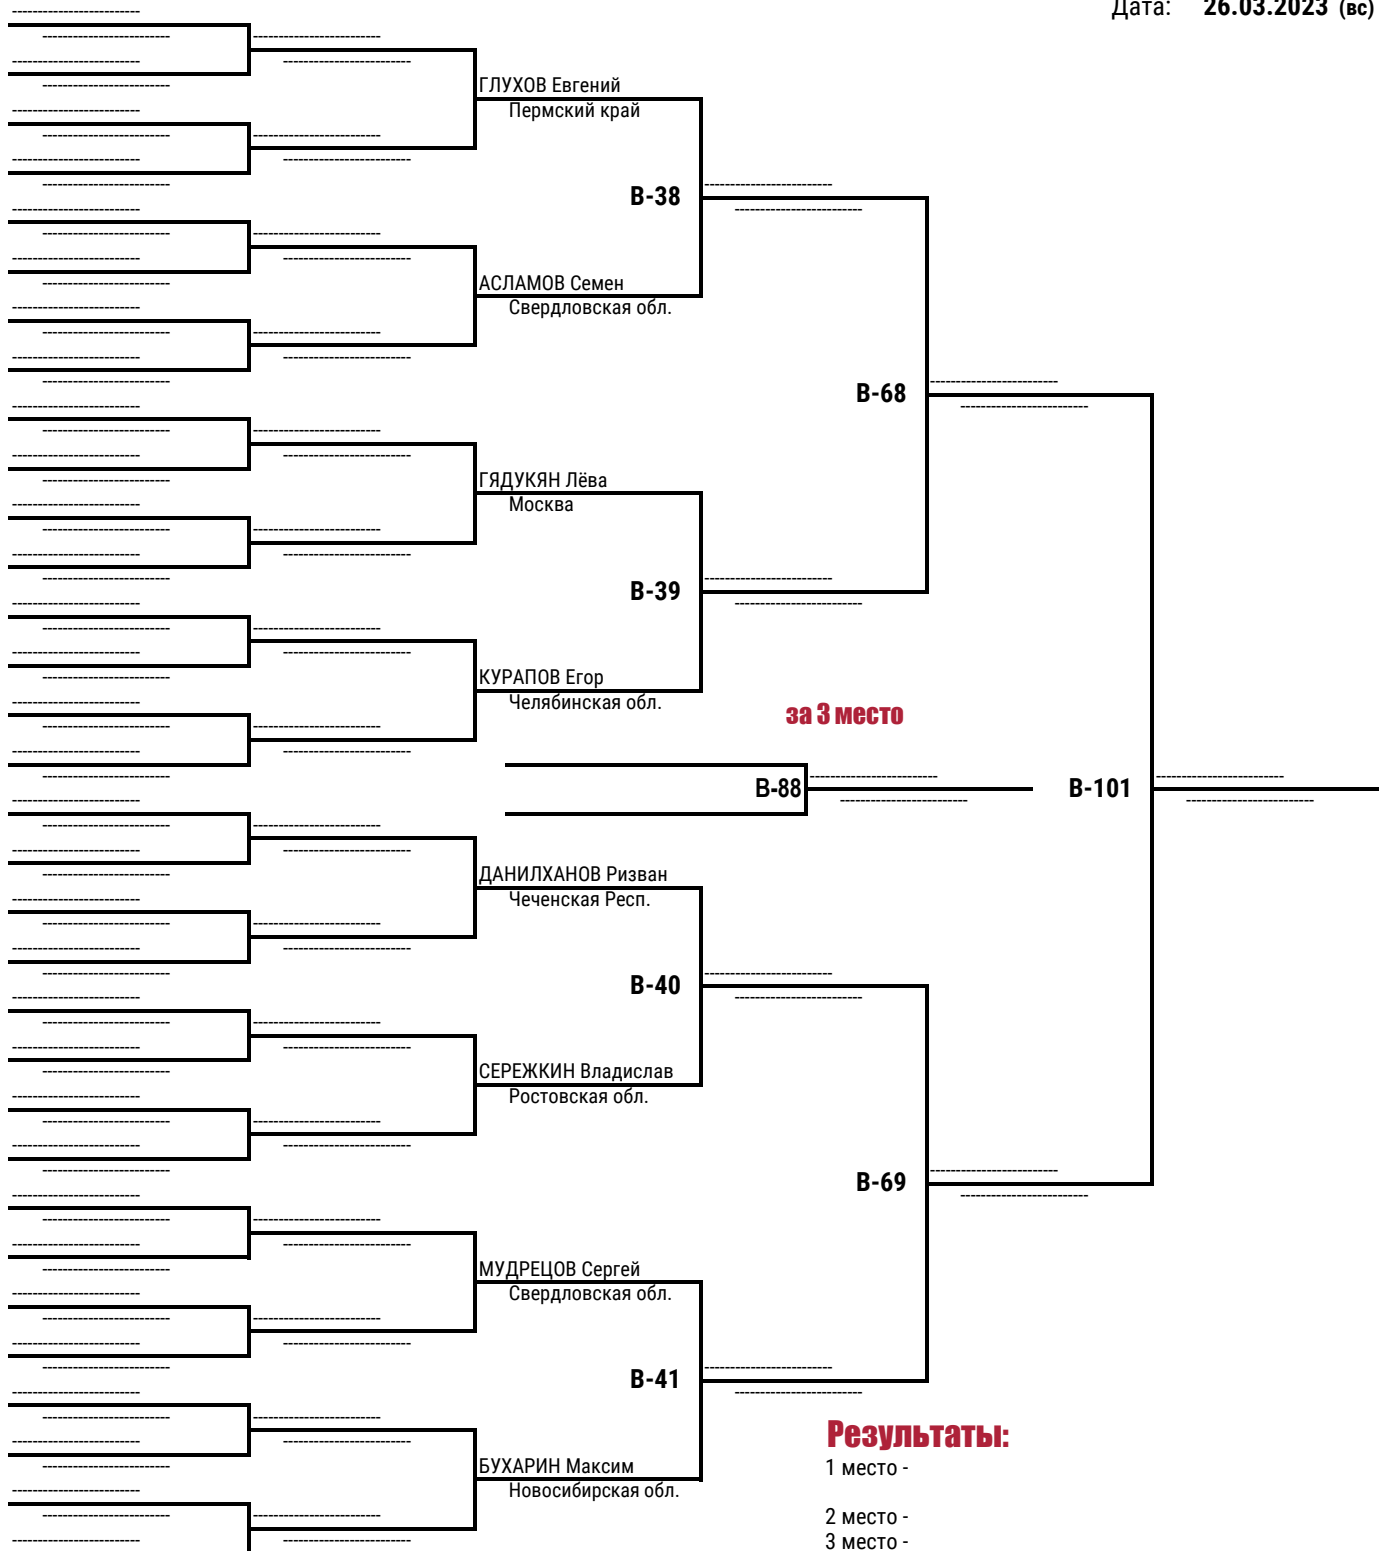 Дата: 26.03.2023 (вс)
ГЛУХОВ Евгений
Пермский край
В-38
АСЛАМОВ Семен
Свердловская обл.
В-68
ГЯДУКЯН Лёва
Москва
В-39
КУРАПОВ Егор
Челябинская обл.
за 3 место
В-88
В-101
ДАНИЛХАНОВ Ризван
Чеченская Респ.
В-40
СЕРЕЖКИН Владислав
Ростовская обл.
В-69
МУДРЕЦОВ Сергей
Свердловская обл.
В-41
Результаты:
БУХАРИН Максим
Новосибирская обл.
1 место -
2 место -
3 место -